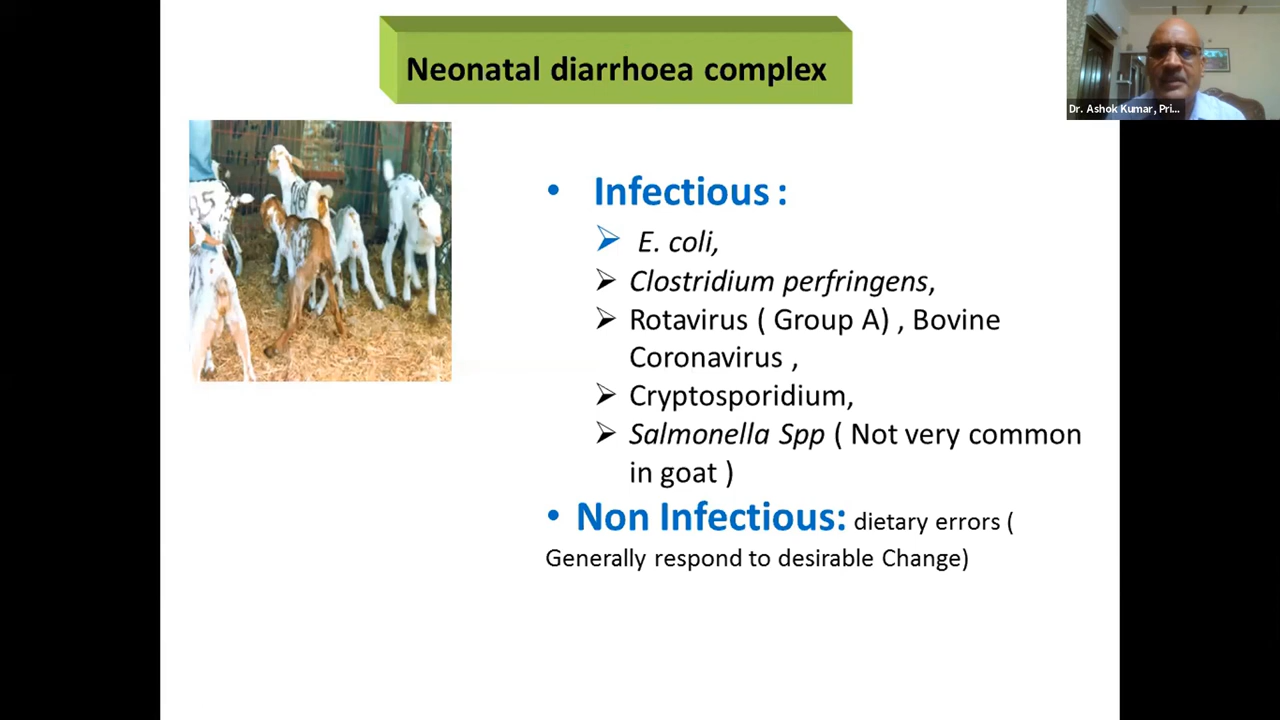 Neonatal diarrhoea complex
Dr. Ashok Kumar, Pri...
• Infectious :
➢ E. coli,
➢ Clostridium perfringens,
➢ Rotavirus ( Group A) , Bovine
Coronavirus ,
➢ Cryptosporidium,
➢ Salmonella Spp ( Not very common
in goat )
• Non Infectious: dietary errors (
Generally respond to desirable Change)